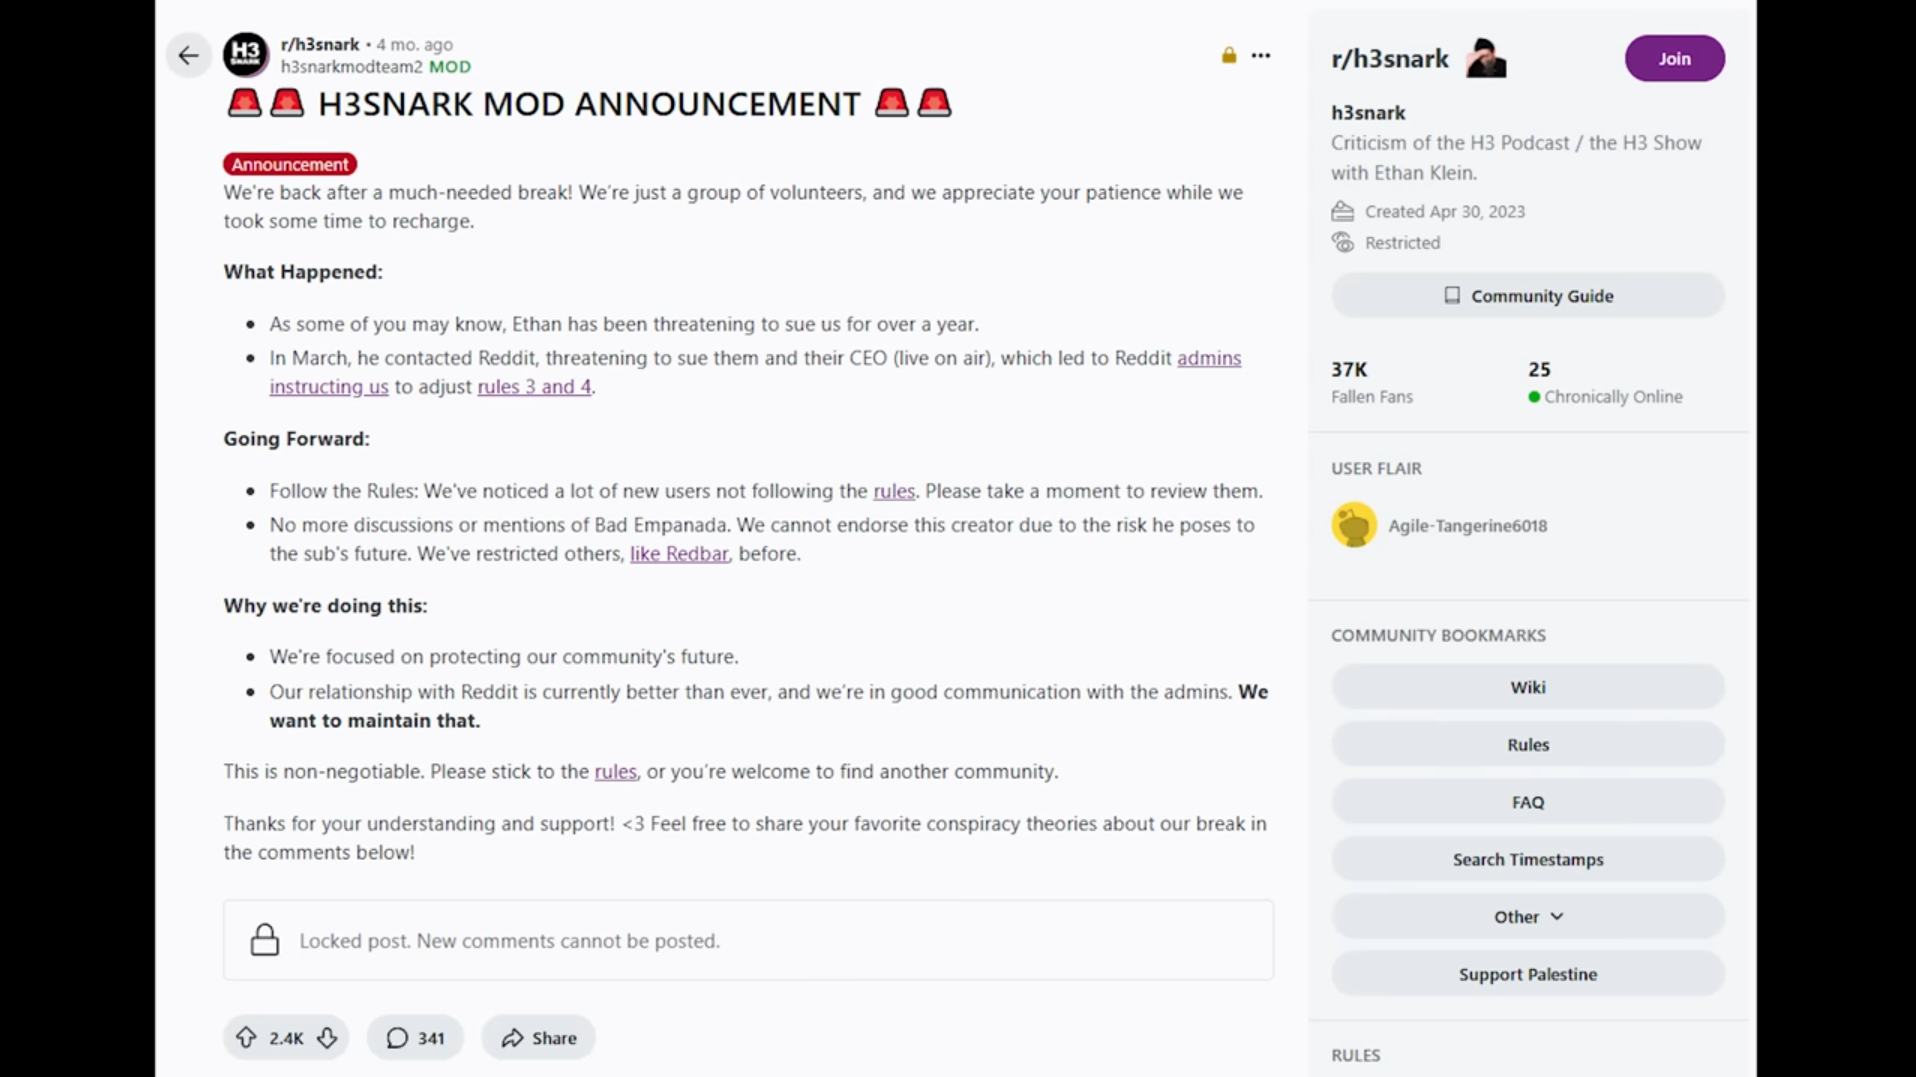 H3
SNARK
r/h3snark • 4 mo. ago
h3snarkmodteam2 MOD
🚨🚨 H3SNARK MOD ANNOUNCEMENT 🚨🚨
Announcement
We're back after a much-needed break! We're just a group of volunteers, and we appreciate your patience while we
took some time to recharge.
What Happened:
• As some of you may know, Ethan has been threatening to sue us for over a year.
• In March, he contacted Reddit, threatening to sue them and their CEO (live on air), which led to Reddit admins
instructing us to adjust rules 3 and 4.
Going Forward:
• Follow the Rules: We've noticed a lot of new users not following the rules. Please take a moment to review them.
• No more discussions or mentions of Bad Empanada. We cannot endorse this creator due to the risk he poses to
the sub's future. We've restricted others, like Redbar, before.
Why we're doing this:
• We're focused on protecting our community's future.
• Our relationship with Reddit is currently better than ever, and we're in good communication with the admins. We
want to maintain that.
This is non-negotiable. Please stick to the rules, or you're welcome to find another community.
Thanks for your understanding and support! <3 Feel free to share your favorite conspiracy theories about our break in
the comments below!
Locked post. New comments cannot be posted.
2.4K
341
Share
r/h3snark
Join
h3snark
Criticism of the H3 Podcast / the H3 Show
with Ethan Klein.
Created Apr 30, 2023
Restricted
Community Guide
37K
Fallen Fans
25
Chronically Online
USER FLAIR
Agile-Tangerine6018
COMMUNITY BOOKMARKS
Wiki
Rules
FAQ
Search Timestamps
Other
Support Palestine
RULES